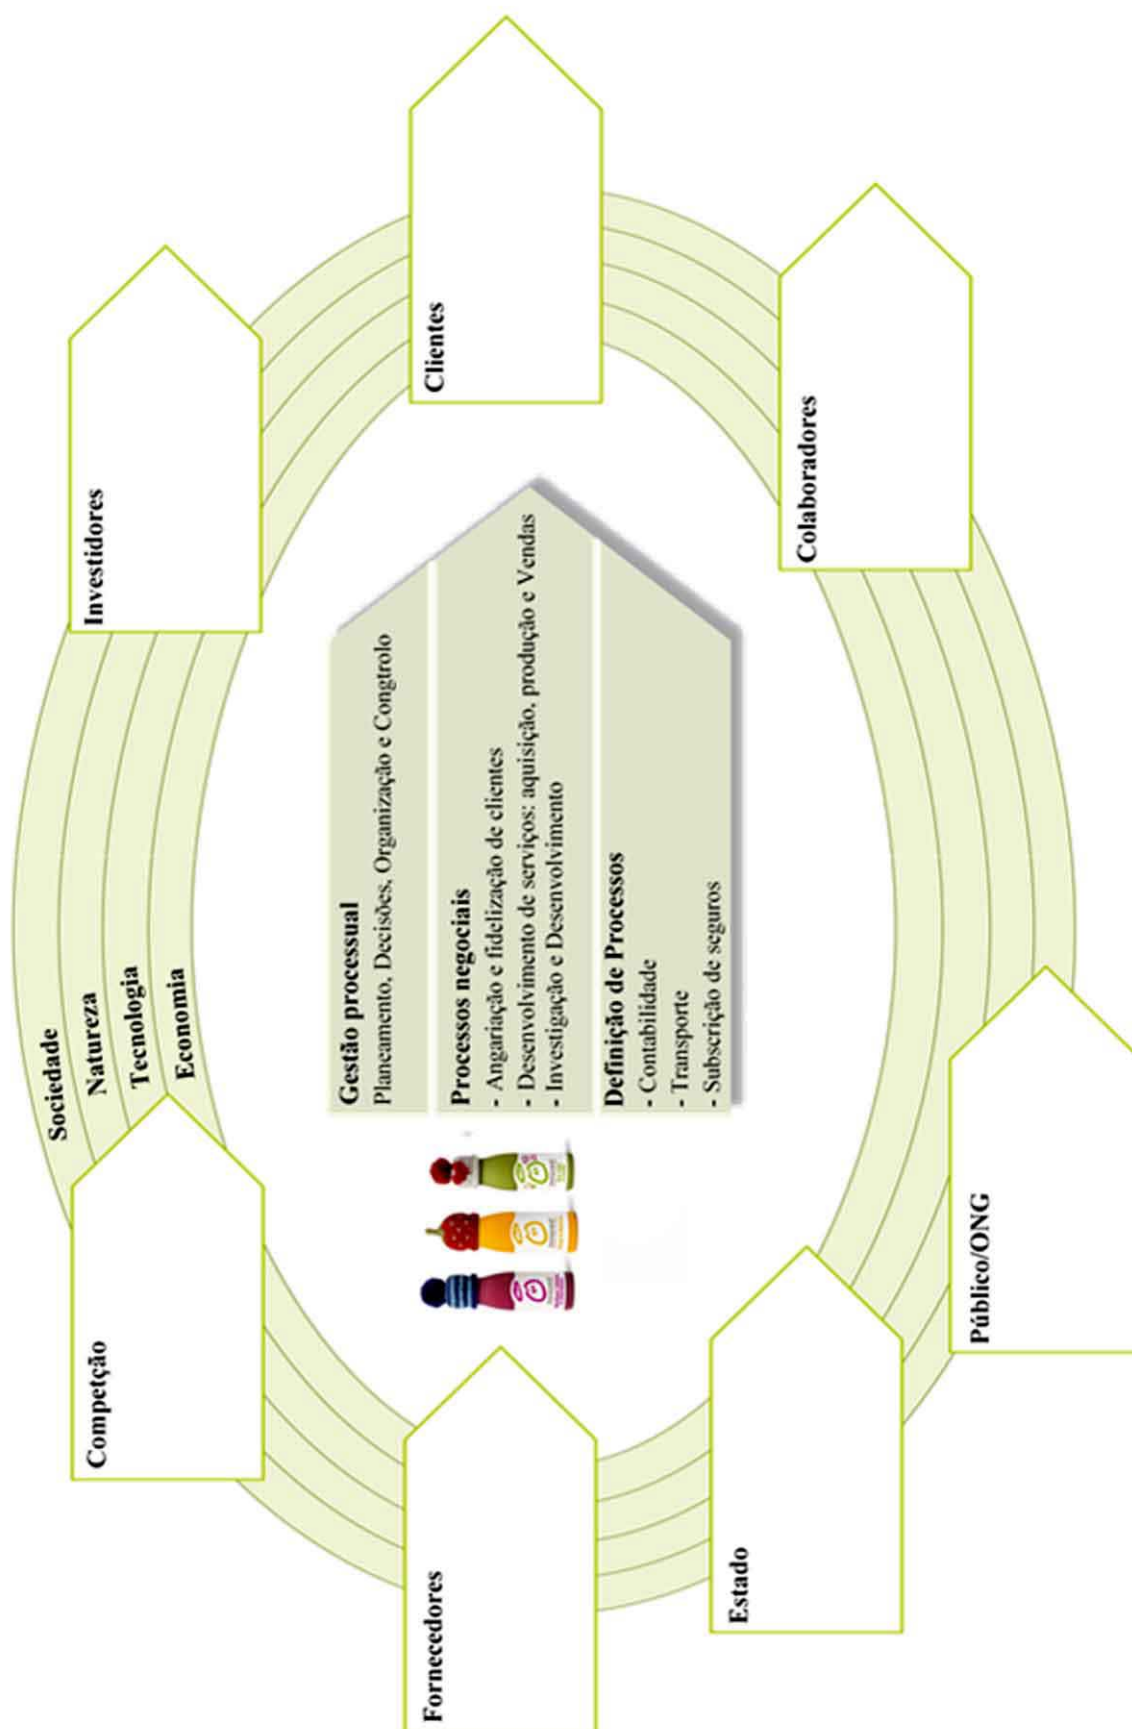 Sociedade
Natureza
Tecnologia
Economia
Competção
Investidores
Fornecedores
Clientes
Gestão processual
Planeamento, Decisões, Organização e Congtrolo
Processos negociais
- Angariação e fidelização de clientes
- Desenvolvimento de serviços: aquisição, produção e Vendas
- Investigação e Desenvolvimento
Definição de Processos
- Contabilidade
- Transporte
- Subscrição de seguros
Estado
Colaboradores
Público/ONG